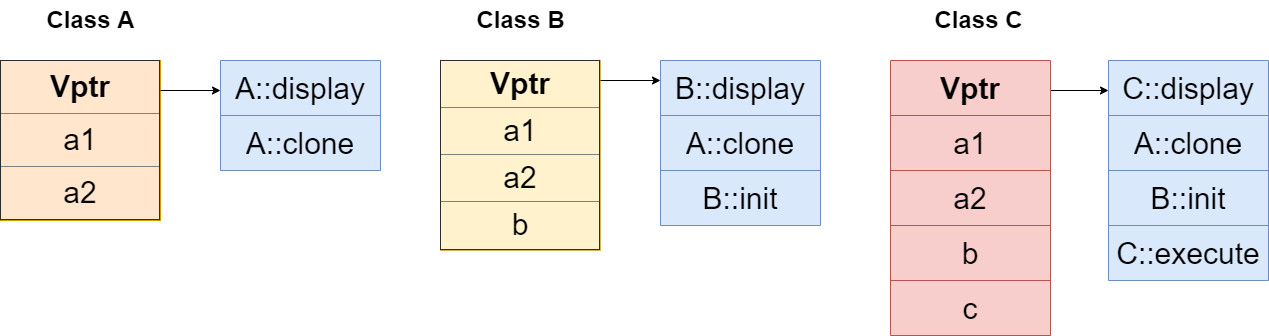 Class A
Vptr
a1
a2
A::display
A::clone
Class B
Vptr
a1
a2
b
B::display
A::clone
B::init
Class C
Vptr
a1
a2
b
c
C::display
A::clone
B::init
C::execute